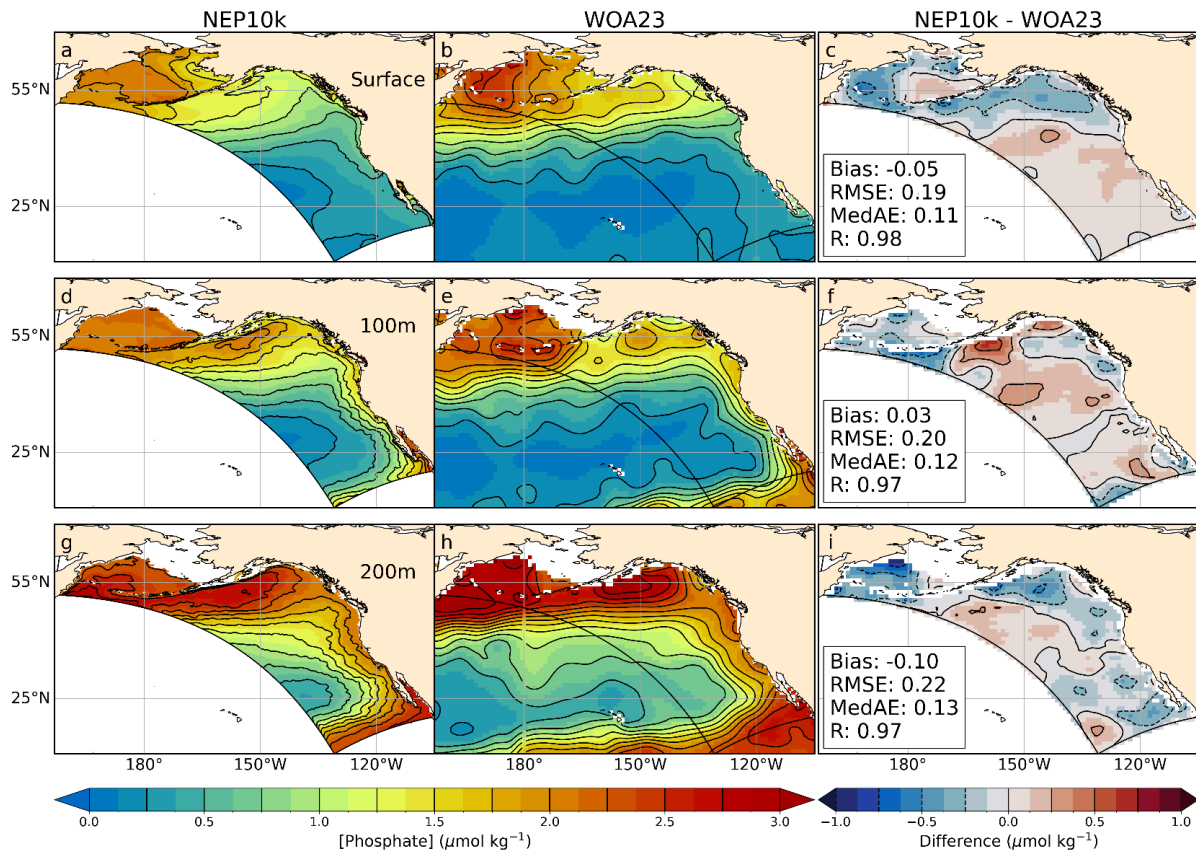 NEP10k WOA23 NEP10k - WOA23
a Surface b c
55°N
25°N
Bias: -0.05
RMSE: 0.19
MedAE: 0.11
R: 0.98
d 100m e f
55°N
25°N
Bias: 0.03
RMSE: 0.20
MedAE: 0.12
R: 0.97
g 200m h i
55°N
25°N
Bias: -0.10
RMSE: 0.22
MedAE: 0.13
R: 0.97
180° 150°W 120°W 180° 150°W 120°W 180° 150°W 120°W
0.0 0.5 1.0 1.5 2.0 2.5 3.0 −1.0 −0.5 0.0 0.5 1.0
[Phosphate] (μmol kg⁻¹) Difference (μmol kg⁻¹)